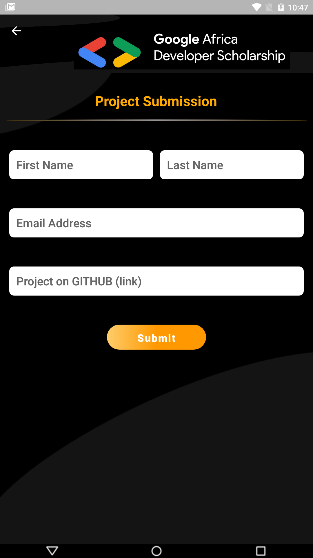 10:47
Google Africa
Developer Scholarship
Project Submission
First Name
Last Name
Email Address
Project on GITHUB (link)
Submit